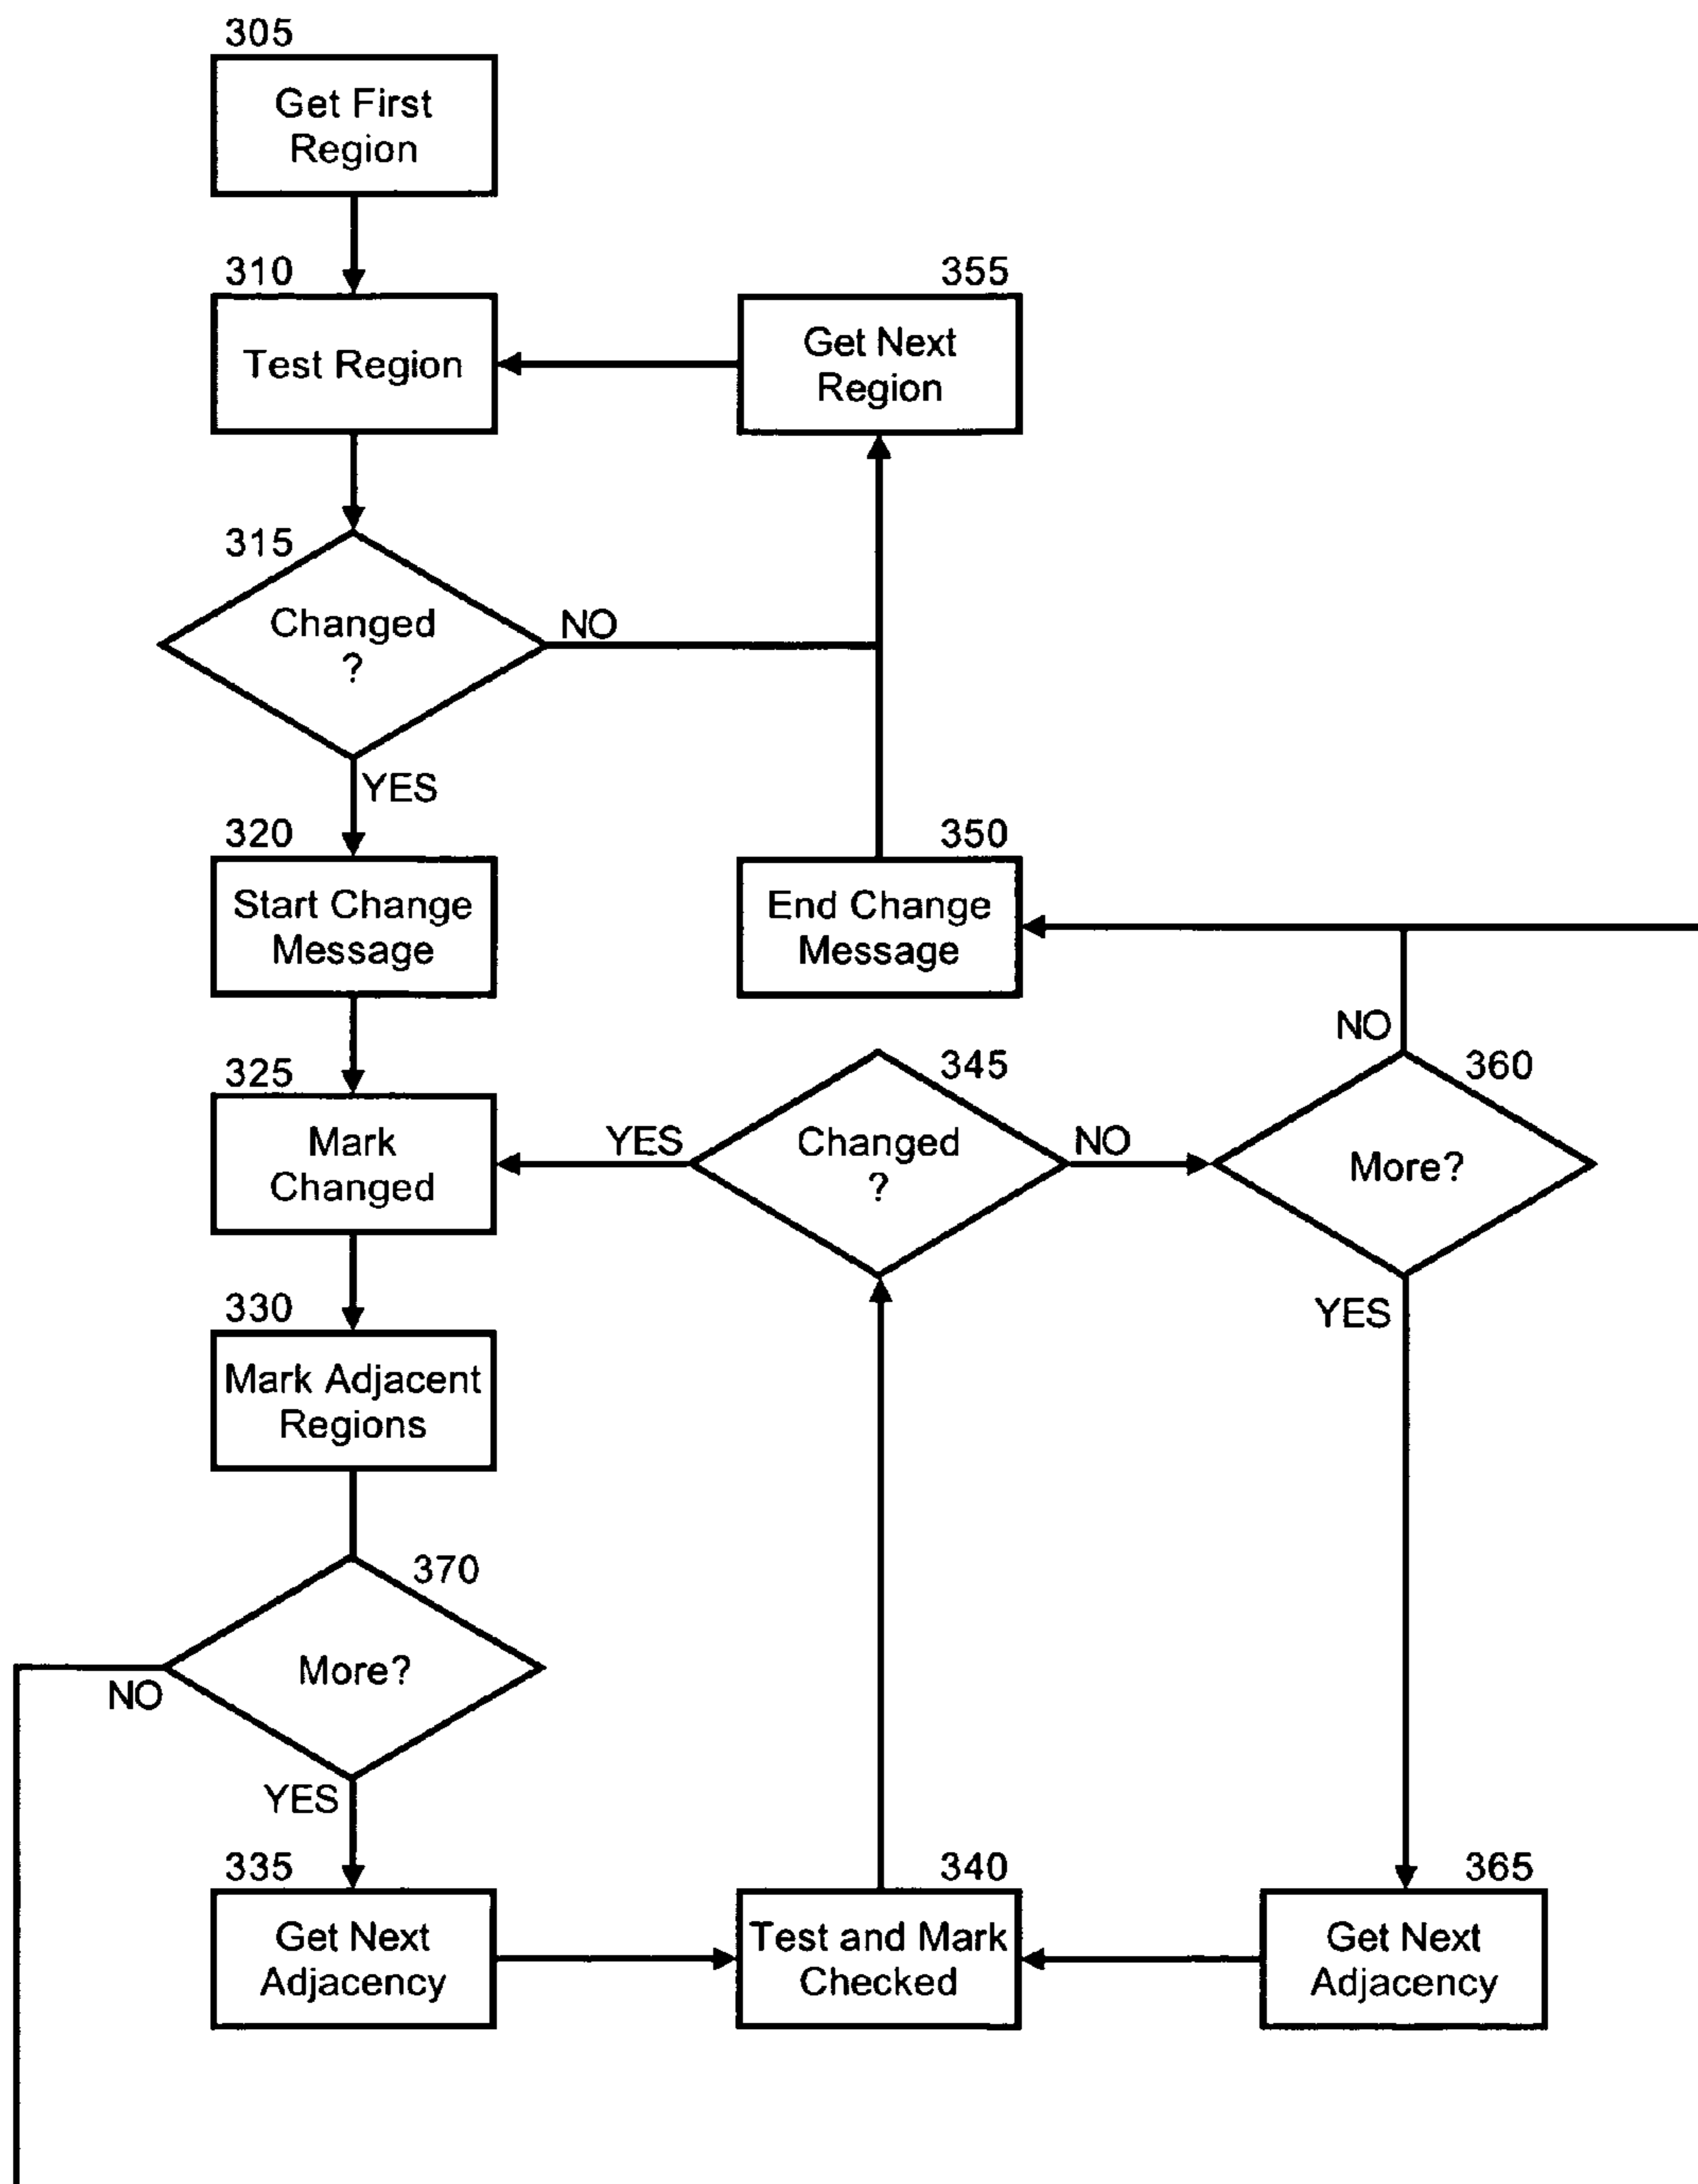 305
Get First
Region
310
Test Region
355
Get Next
Region
315
Changed
?
NO
YES
320
Start Change
Message
350
End Change
Message
NO
325
Mark
Changed
YES
345
Changed
?
NO
360
More?
YES
330
Mark Adjacent
Regions
370
More?
NO
YES
335
Get Next
Adjacency
340
Test and Mark
Checked
365
Get Next
Adjacency